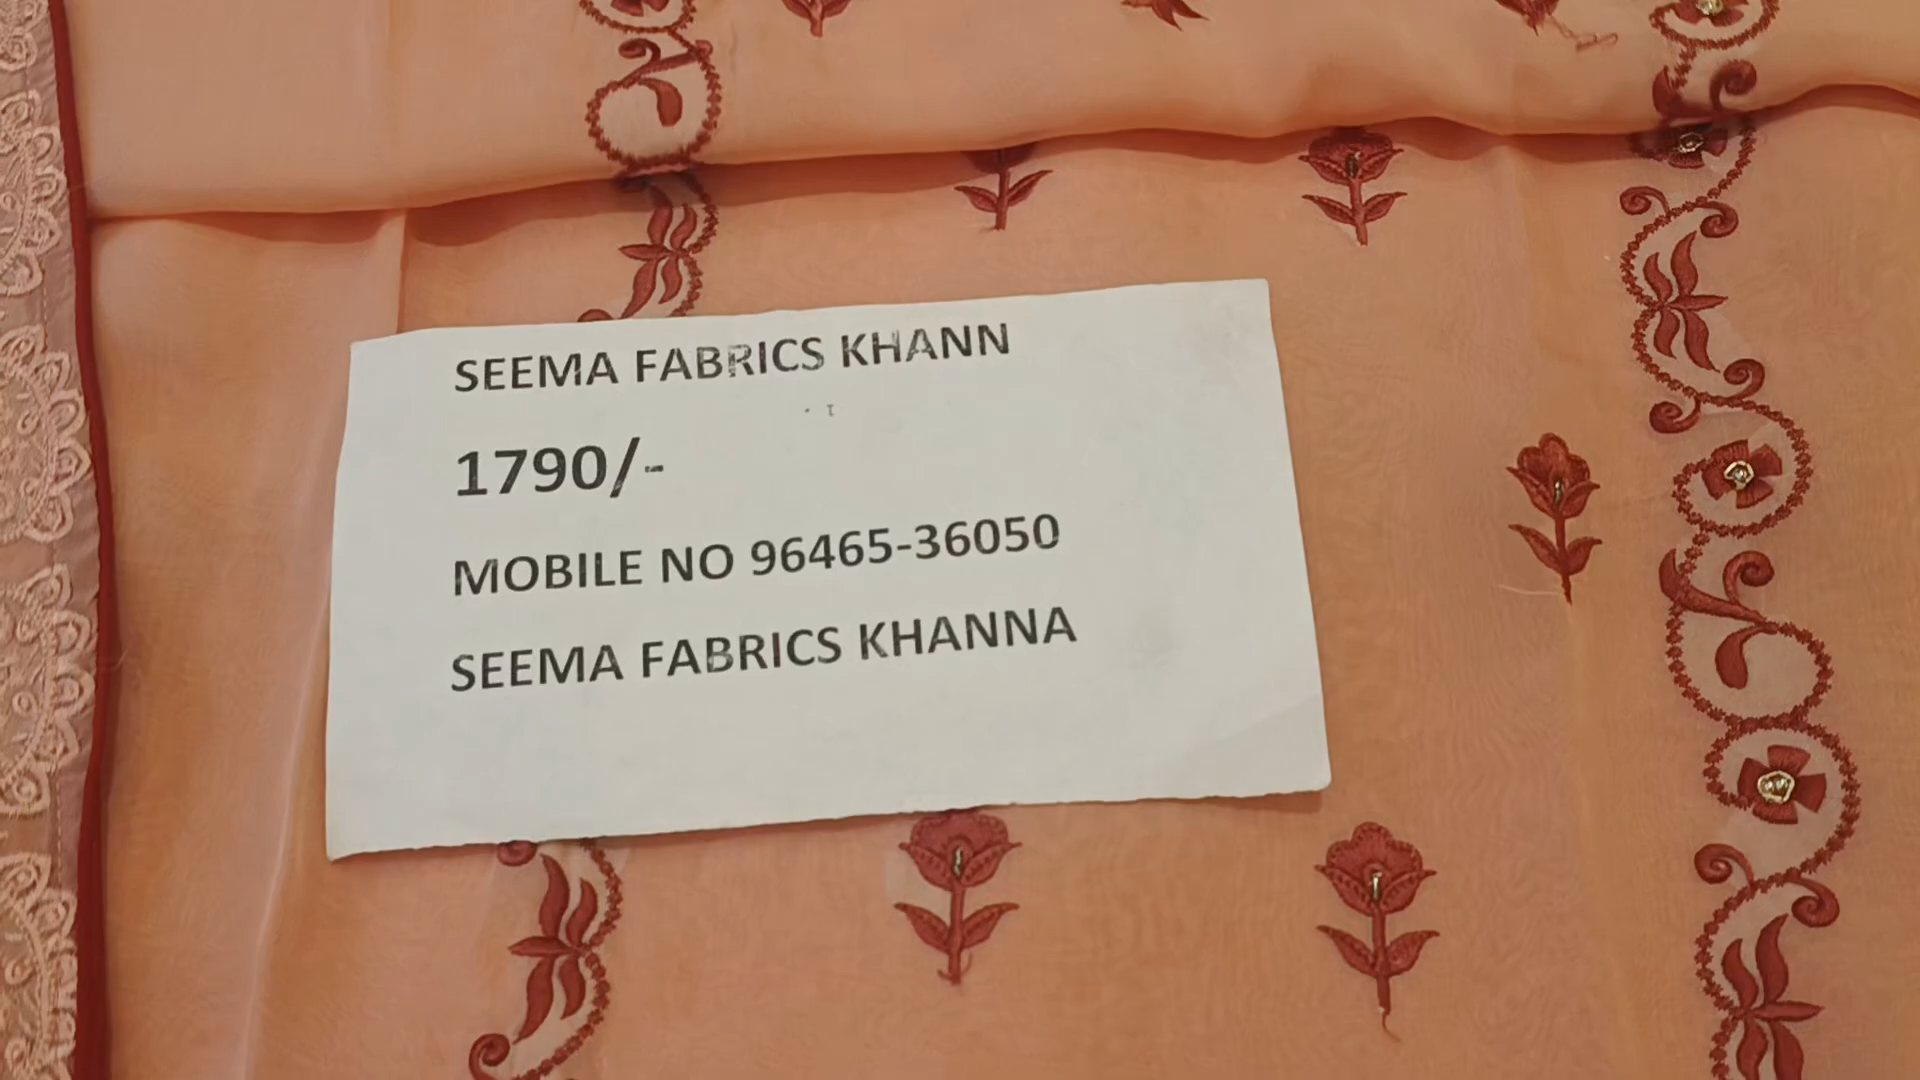 SEEMA FABRICS KHANN
1790/-
MOBILE NO 96465-36050
SEEMA FABRICS KHANNA